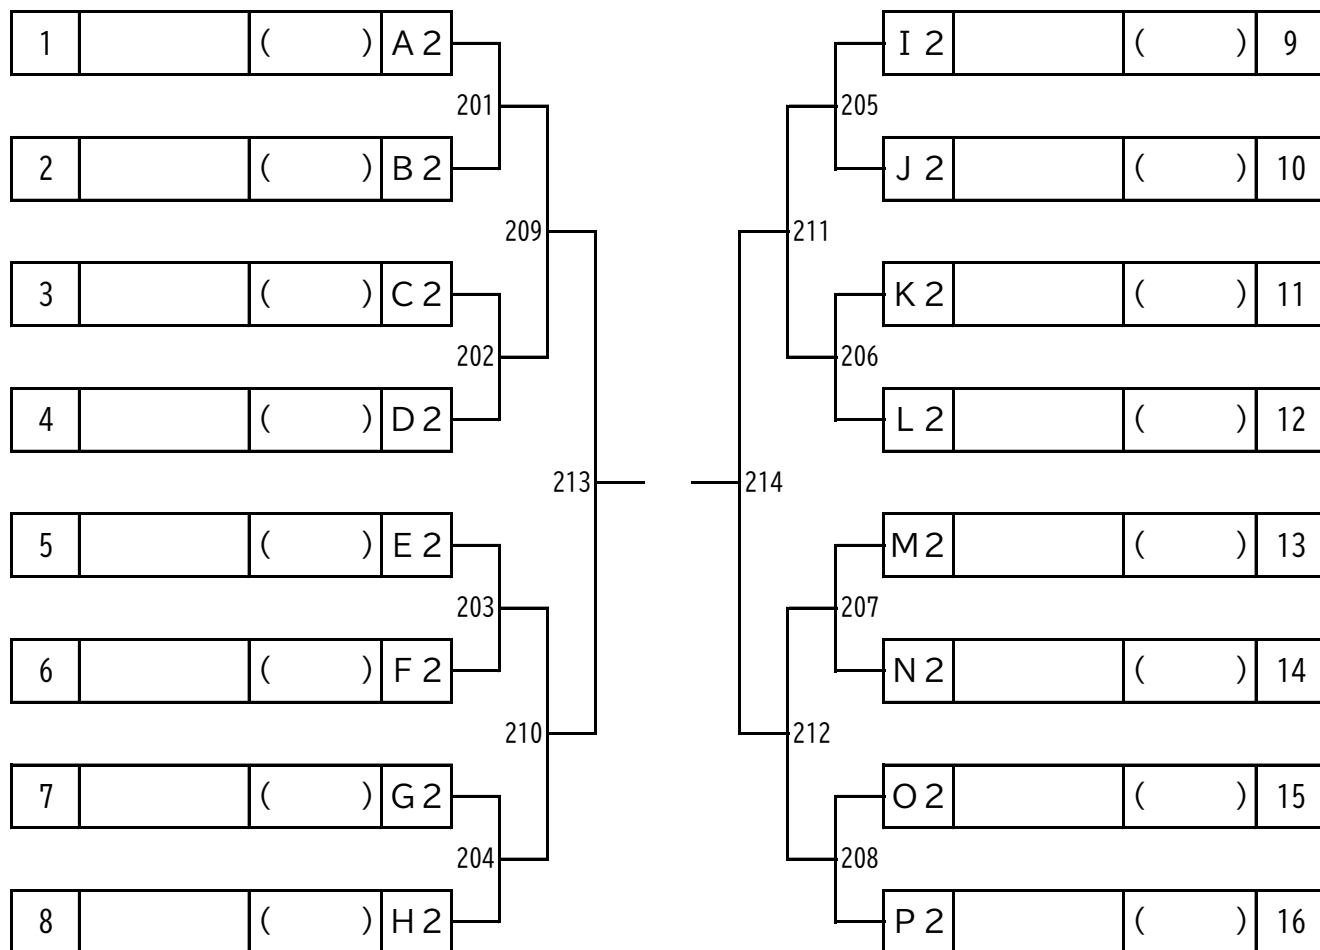 1 ( ) A2 I2 ( ) 9
201 205
2 ( ) B2 J2 ( ) 10
209 211
3 ( ) C2 K2 ( ) 11
202 206
4 ( ) D2 L2 ( ) 12
213 214
5 ( ) E2 M2 ( ) 13
203 207
6 ( ) F2 N2 ( ) 14
210 212
7 ( ) G2 O2 ( ) 15
204 208
8 ( ) H2 P2 ( ) 16